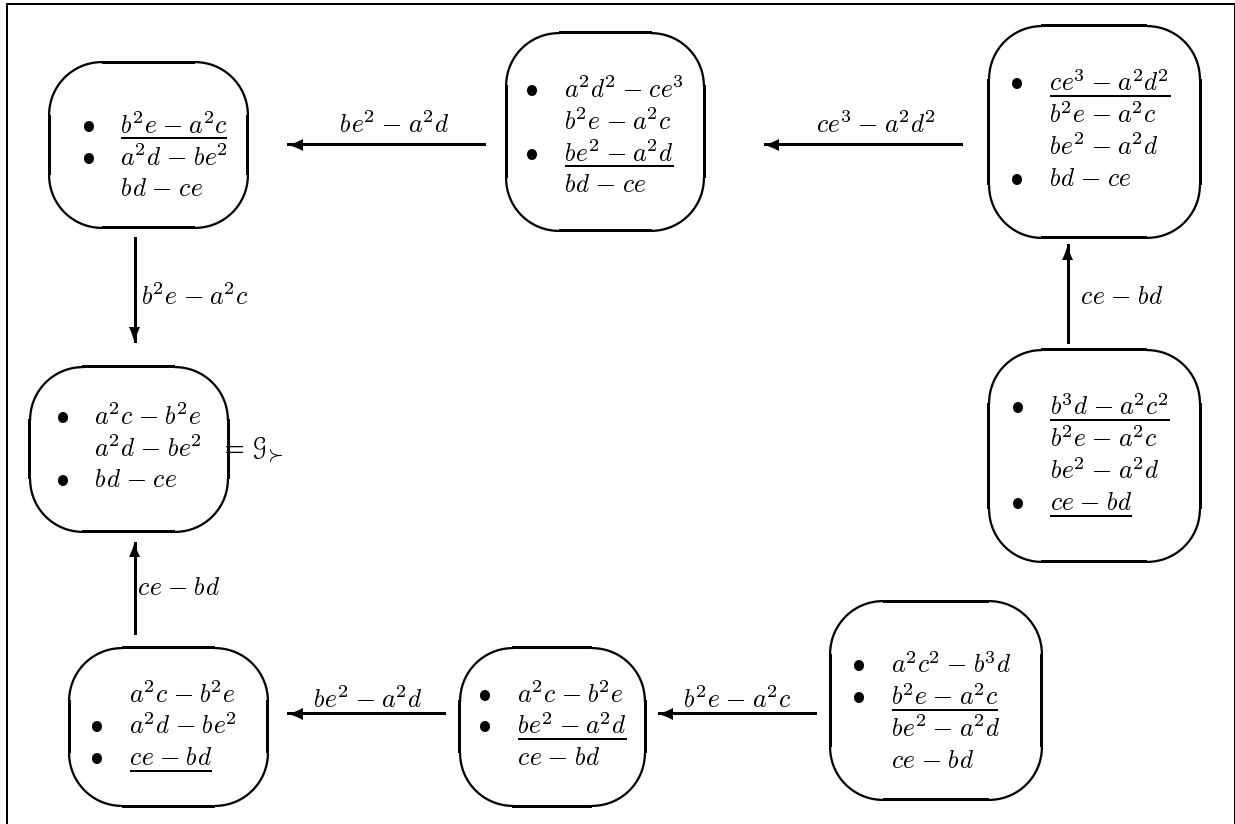 • b²e − a²c
• a²d − be²
bd − ce
be² − a²d
• a²d² − ce³
b²e − a²c
• be² − a²d
bd − ce
ce³ − a²d²
• ce³ − a²d²
b²e − a²c
be² − a²d
• bd − ce
b²e − a²c
ce − bd
• a²c − b²e
a²d − be²
• bd − ce
= 𝒢≻
• b³d − a²c²
b²e − a²c
be² − a²d
• ce − bd
ce − bd
a²c − b²e
• a²d − be²
• ce − bd
be² − a²d
• a²c − b²e
• be² − a²d
ce − bd
b²e − a²c
• a²c² − b³d
• b²e − a²c
be² − a²d
ce − bd